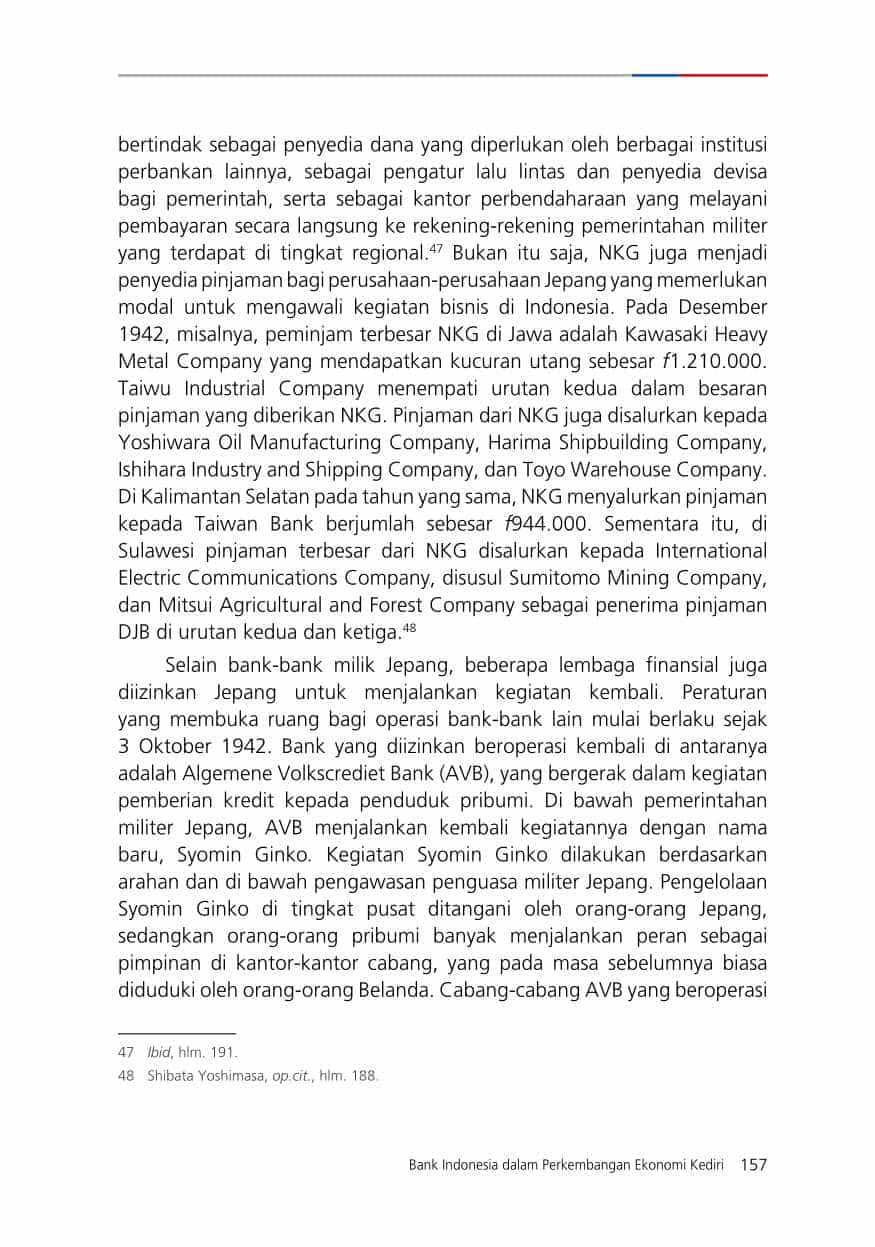 bertindak sebagai penyedia dana yang diperlukan oleh berbagai institusi
perbankan lainnya, sebagai pengatur lalu lintas dan penyedia devisa
bagi pemerintah, serta sebagai kantor perbendaharaan yang melayani
pembayaran secara langsung ke rekening-rekening pemerintahan militer
yang terdapat di tingkat regional.47 Bukan itu saja, NKG juga menjadi
penyedia pinjaman bagi perusahaan-perusahaan Jepang yang memerlukan
modal untuk mengawali kegiatan bisnis di Indonesia. Pada Desember
1942, misalnya, peminjam terbesar NKG di Jawa adalah Kawasaki Heavy
Metal Company yang mendapatkan kucuran utang sebesar f1.210.000.
Taiwu Industrial Company menempati urutan kedua dalam besaran
pinjaman yang diberikan NKG. Pinjaman dari NKG juga disalurkan kepada
Yoshiwara Oil Manufacturing Company, Harima Shipbuilding Company,
Ishihara Industry and Shipping Company, dan Toyo Warehouse Company.
Di Kalimantan Selatan pada tahun yang sama, NKG menyalurkan pinjaman
kepada Taiwan Bank berjumlah sebesar f944.000. Sementara itu, di
Sulawesi pinjaman terbesar dari NKG disalurkan kepada International
Electric Communications Company, disusul Sumitomo Mining Company,
dan Mitsui Agricultural and Forest Company sebagai penerima pinjaman
DJB di urutan kedua dan ketiga.48
Selain bank-bank milik Jepang, beberapa lembaga finansial juga
diizinkan Jepang untuk menjalankan kegiatan kembali. Peraturan
yang membuka ruang bagi operasi bank-bank lain mulai berlaku sejak
3 Oktober 1942. Bank yang diizinkan beroperasi kembali di antaranya
adalah Algemene Volkscrediet Bank (AVB), yang bergerak dalam kegiatan
pemberian kredit kepada penduduk pribumi. Di bawah pemerintahan
militer Jepang, AVB menjalankan kembali kegiatannya dengan nama
baru, Syomin Ginko. Kegiatan Syomin Ginko dilakukan berdasarkan
arahan dan di bawah pengawasan penguasa militer Jepang. Pengelolaan
Syomin Ginko di tingkat pusat ditangani oleh orang-orang Jepang,
sedangkan orang-orang pribumi banyak menjalankan peran sebagai
pimpinan di kantor-kantor cabang, yang pada masa sebelumnya biasa
diduduki oleh orang-orang Belanda. Cabang-cabang AVB yang beroperasi
47 Ibid, hlm. 191.
48 Shibata Yoshimasa, op.cit., hlm. 188.
Bank Indonesia dalam Perkembangan Ekonomi Kediri 157